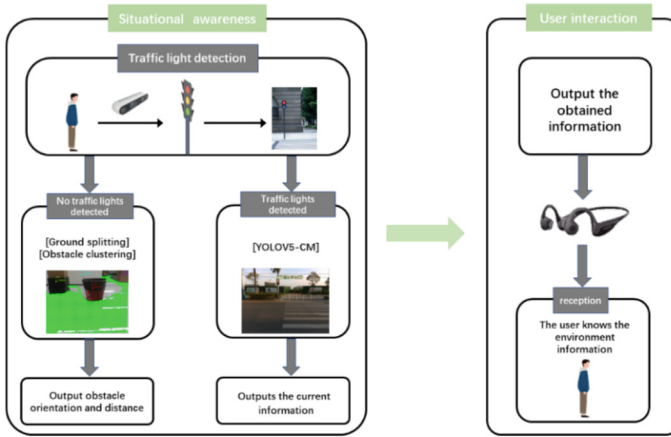 Situational awareness
Traffic light detection
No traffic lights
detected
[Ground splitting]
[Obstacle clustering]
Output obstacle
orientation and distance
Traffic lights
detected
[YOLOV5-CM]
Outputs the current
information
User interaction
Output the
obtained
information
reception
The user knows the
environment
information